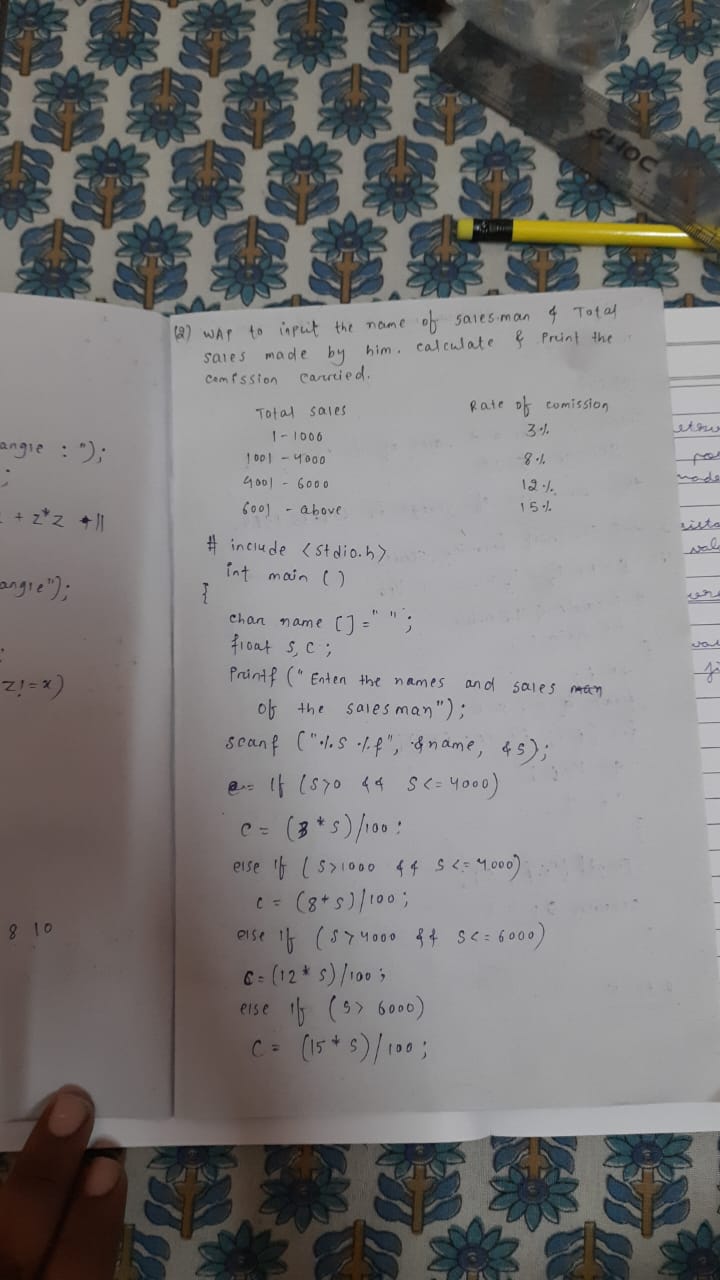 SHOC
(2) WAP to input the name of sales man & Total
sales made by him. calculate & Print the
comission carried.
Total sales Rate of comission
1 - 1000 3%
1001 - 4000 8%
4001 - 6000 12%
6001 - above 15%
# include <stdio.h>
int main ()
{
char name [] = " ";
float s, c;
Printf ("Enter the names and sales
of the sales man");
scanf ("%s %f", &name, &s);
If (s>0 && s<=4000)
c = (3*s)/100;
else if (s>1000 && s<=4000)
c = (8*s)/100;
else if (s>4000 && s<=6000)
c = (12*s)/100;
else if (s> 6000)
c = (15*s)/100;
angle : ");
;
+ z*z ||
angle");
z!=x)
8 10